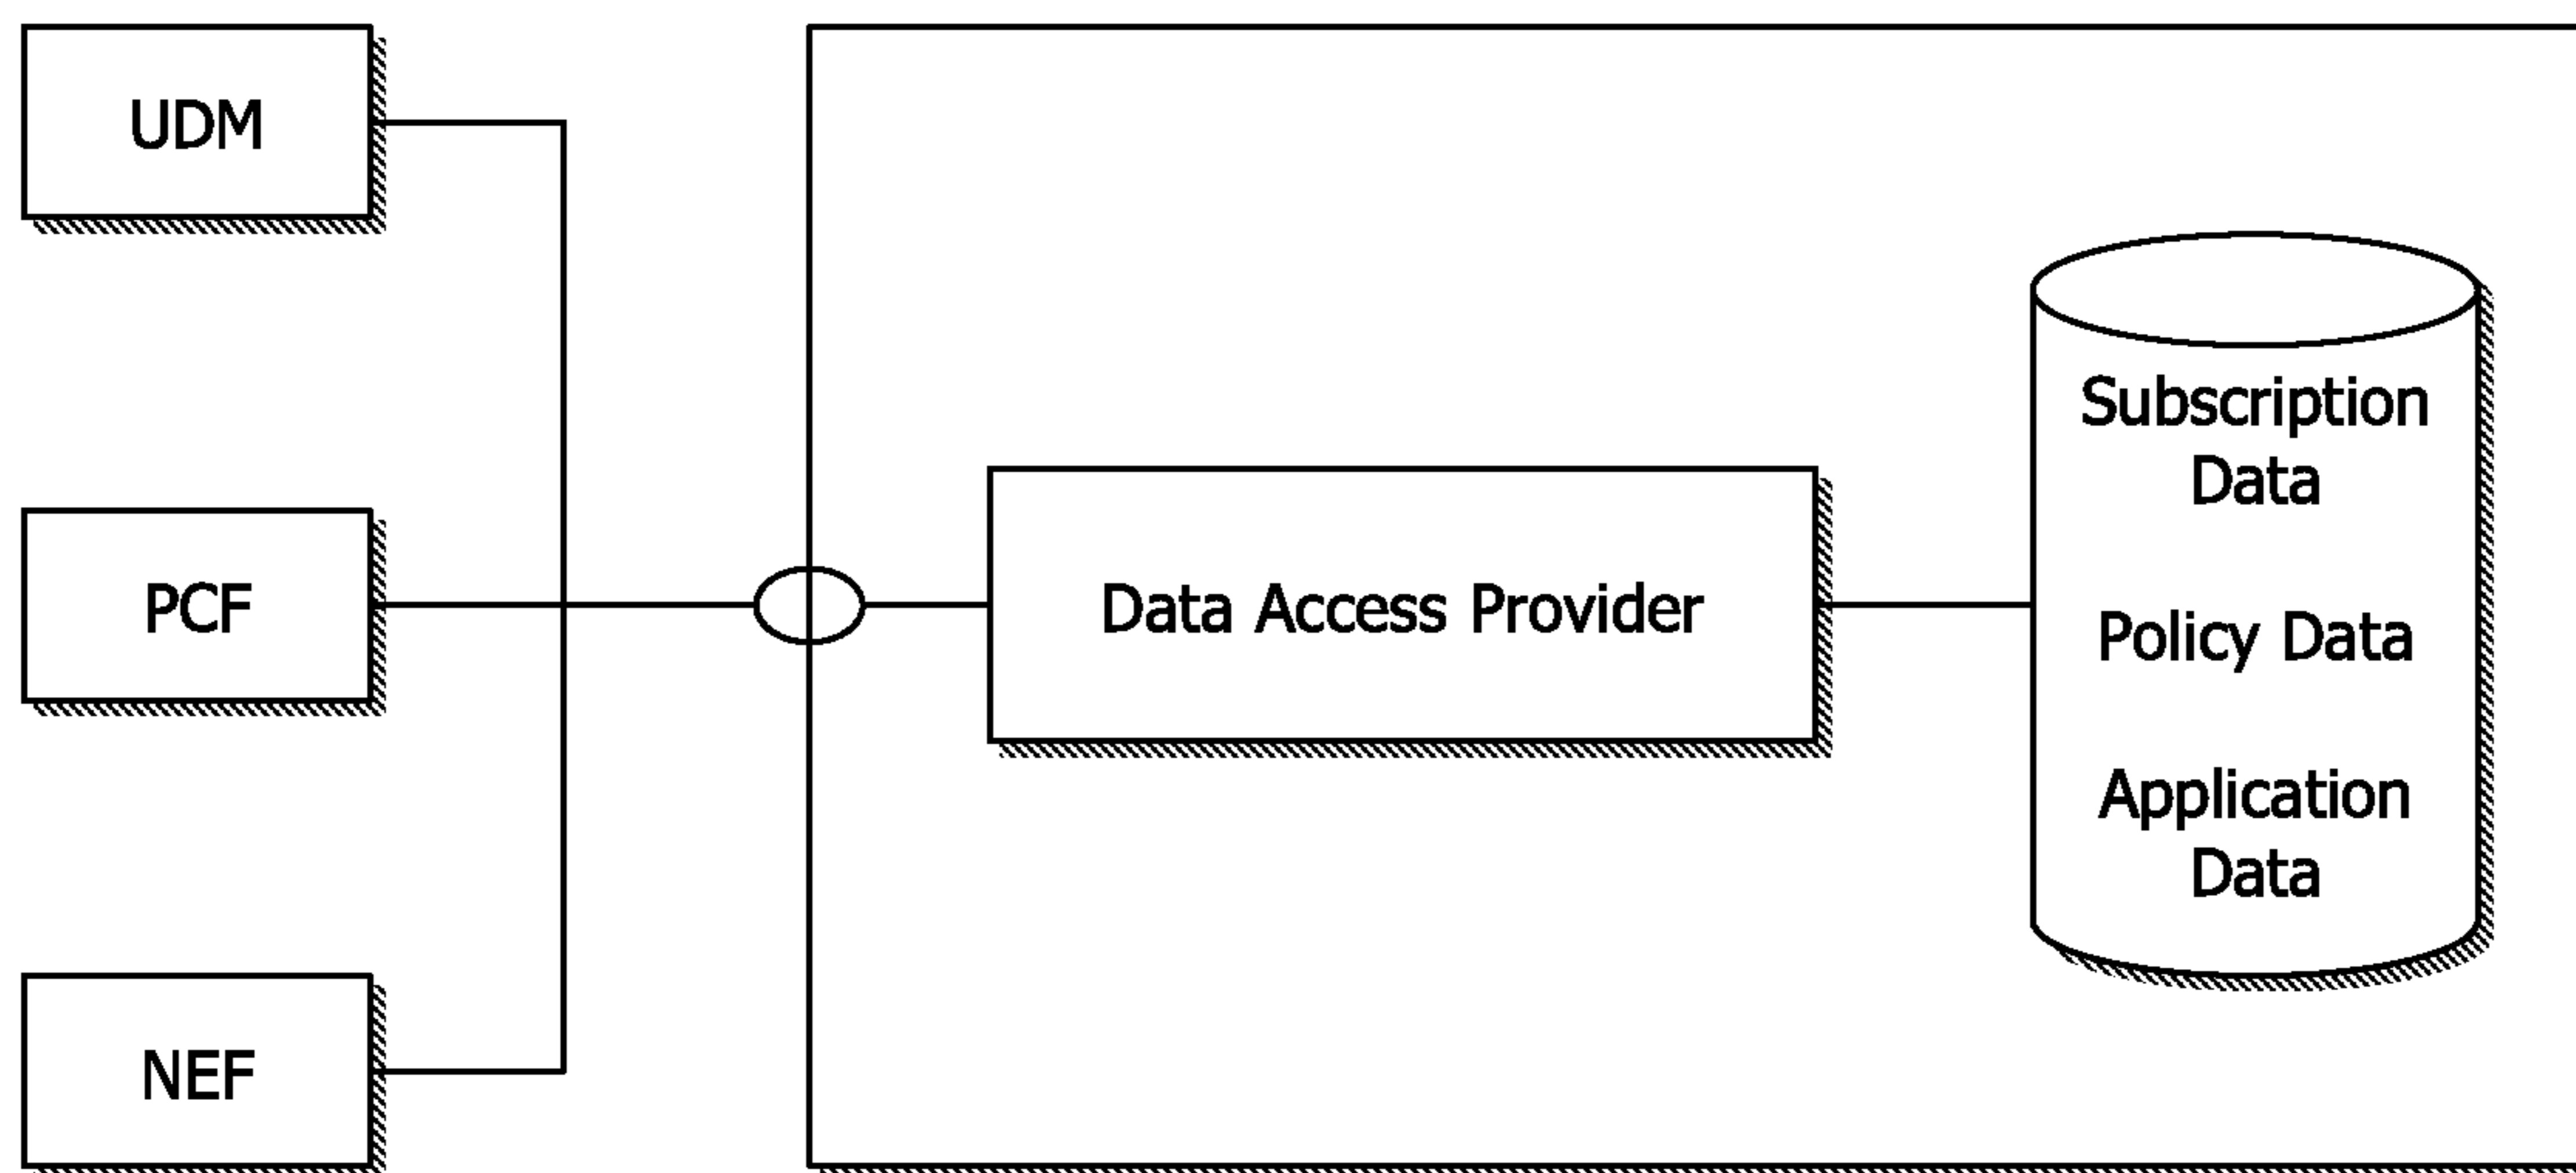 UDM
PCF
NEF
Data Access Provider
Subscription
Data
Policy Data
Application
Data